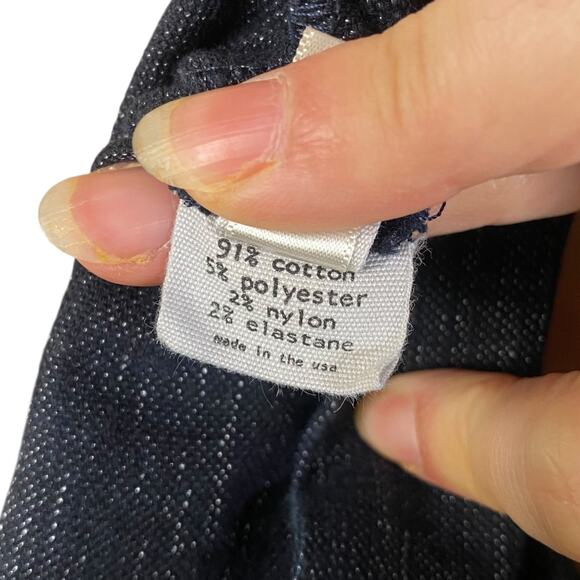 91% cotton
5% polyester
2% nylon
2% elastane
made in the usa